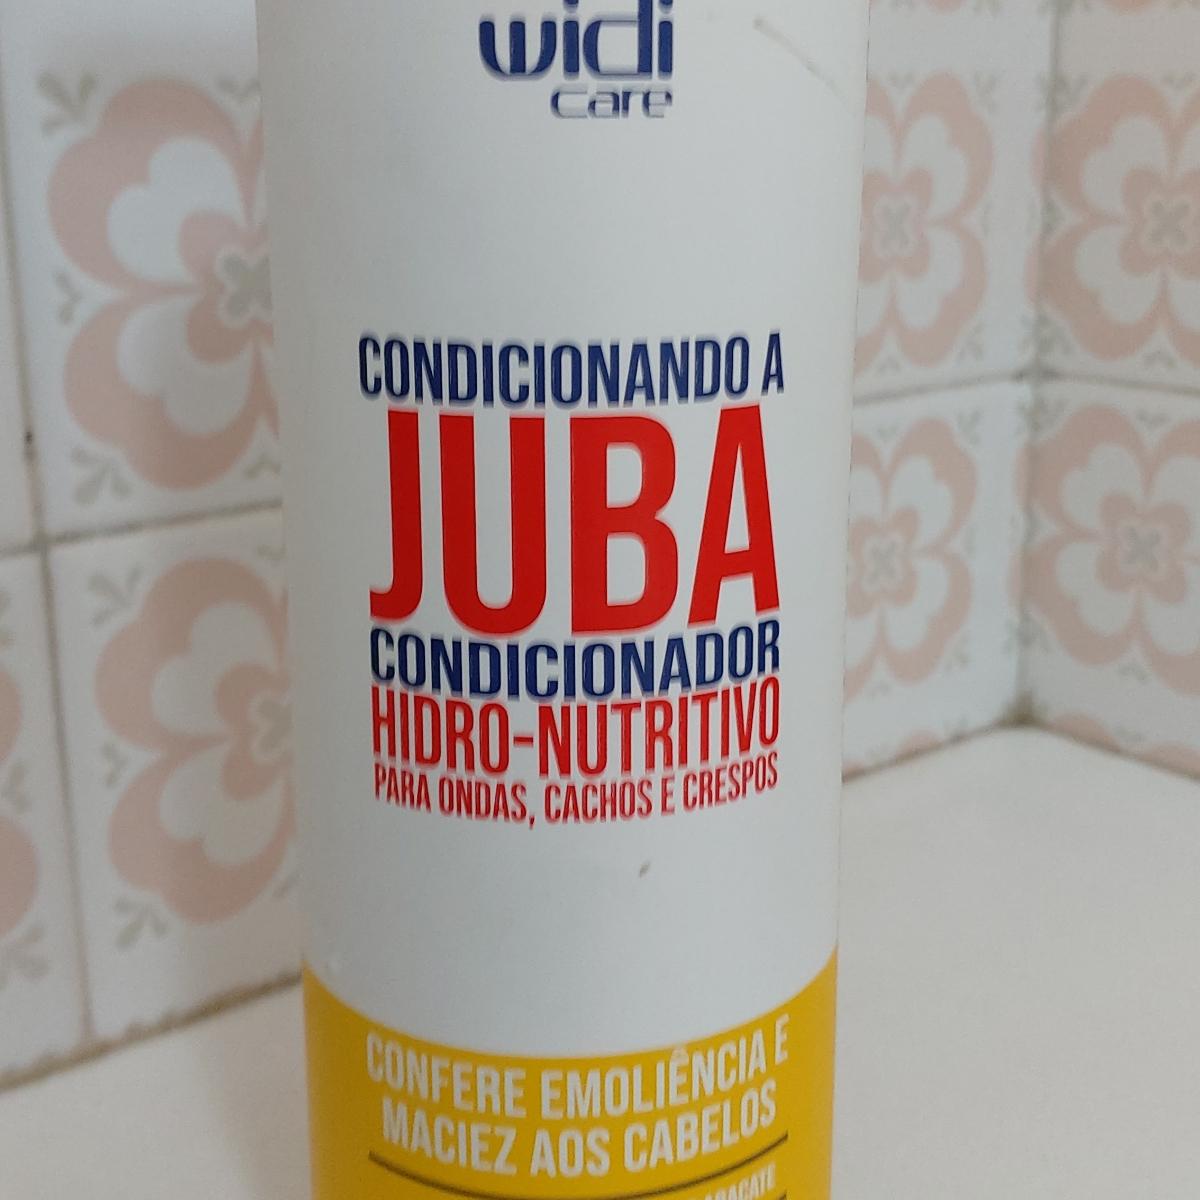 widi
care
CONDICIONANDO A
JUBA
CONDICIONADOR
HIDRO-NUTRITIVO
PARA ONDAS, CACHOS E CRESPOS
CONFERE EMOLIÊNCIA E
MACIEZ AOS CABELOS